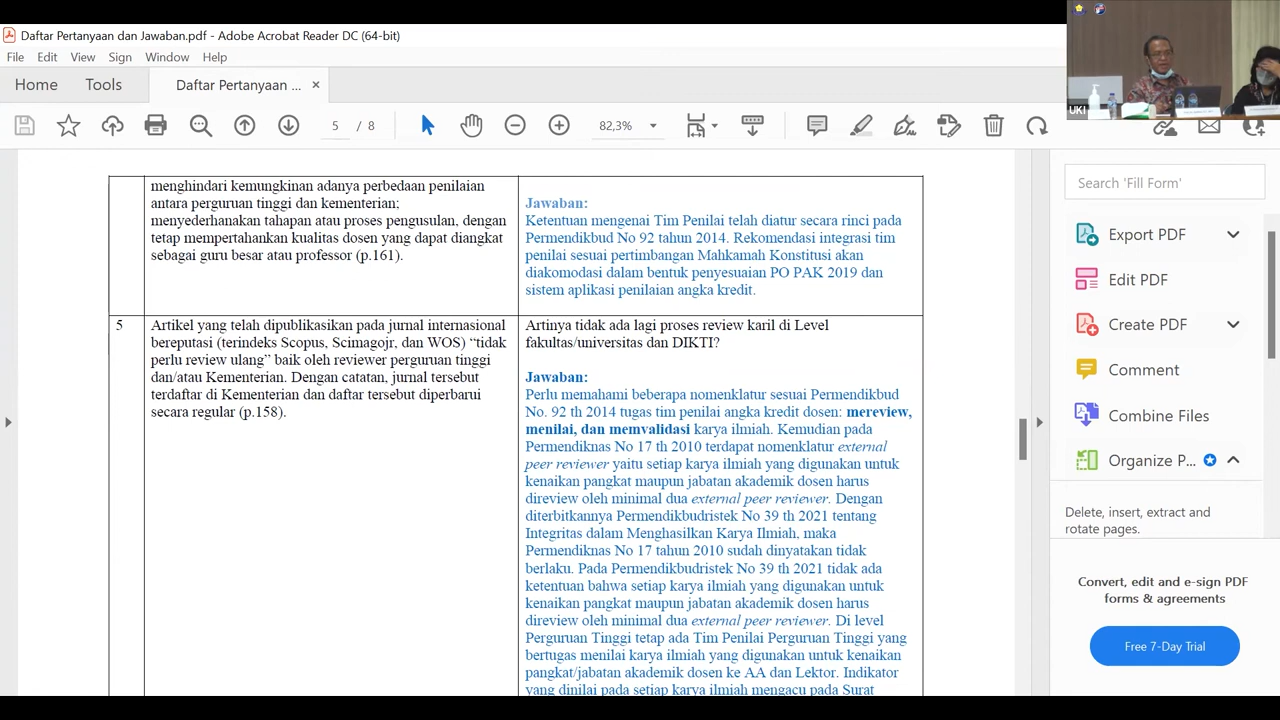 Daftar Pertanyaan dan Jawaban.pdf - Adobe Acrobat Reader DC (64-bit)
File Edit View Sign Window Help
Home Tools Daftar Pertanyaan ... ×
5 / 8 82,3%
UKI
menghindari kemungkinan adanya perbedaan penilaian
antara perguruan tinggi dan kementerian;
menyederhanakan tahapan atau proses pengusulan, dengan
tetap mempertahankan kualitas dosen yang dapat diangkat
sebagai guru besar atau professor (p.161).
Jawaban:
Ketentuan mengenai Tim Penilai telah diatur secara rinci pada
Permendikbud No 92 tahun 2014. Rekomendasi integrasi tim
penilai sesuai pertimbangan Mahkamah Konstitusi akan
diakomodasi dalam bentuk penyesuaian PO PAK 2019 dan
sistem aplikasi penilaian angka kredit.
5
Artikel yang telah dipublikasikan pada jurnal internasional
bereputasi (terindeks Scopus, Scimagojr, dan WOS) “tidak
perlu review ulang” baik oleh reviewer perguruan tinggi
dan/atau Kementerian. Dengan catatan, jurnal tersebut
terdaftar di Kementerian dan daftar tersebut diperbarui
secara regular (p.158).
Artinya tidak ada lagi proses review karil di Level
fakultas/universitas dan DIKTI?
Jawaban:
Perlu memahami beberapa nomenklatur sesuai Permendikbud
No. 92 th 2014 tugas tim penilai angka kredit dosen: mereview,
menilai, dan memvalidasi karya ilmiah. Kemudian pada
Permendiknas No 17 th 2010 terdapat nomenklatur external
peer reviewer yaitu setiap karya ilmiah yang digunakan untuk
kenaikan pangkat maupun jabatan akademik dosen harus
direview oleh minimal dua external peer reviewer. Dengan
diterbitkannya Permendikbudristek No 39 th 2021 tentang
Integritas dalam Menghasilkan Karya Ilmiah, maka
Permendiknas No 17 tahun 2010 sudah dinyatakan tidak
berlaku. Pada Permendikbudristek No 39 th 2021 tidak ada
ketentuan bahwa setiap karya ilmiah yang digunakan untuk
kenaikan pangkat maupun jabatan akademik dosen harus
direview oleh minimal dua external peer reviewer. Di level
Perguruan Tinggi tetap ada Tim Penilai Perguruan Tinggi yang
bertugas menilai karya ilmiah yang digunakan untuk kenaikan
pangkat/jabatan akademik dosen ke AA dan Lektor. Indikator
yang dinilai pada setiap karya ilmiah mengacu pada Surat
Search 'Fill Form'
Export PDF
Edit PDF
Create PDF
Comment
Combine Files
Organize P...
Delete, insert, extract and
rotate pages.
Convert, edit and e-sign PDF
forms & agreements
Free 7-Day Trial